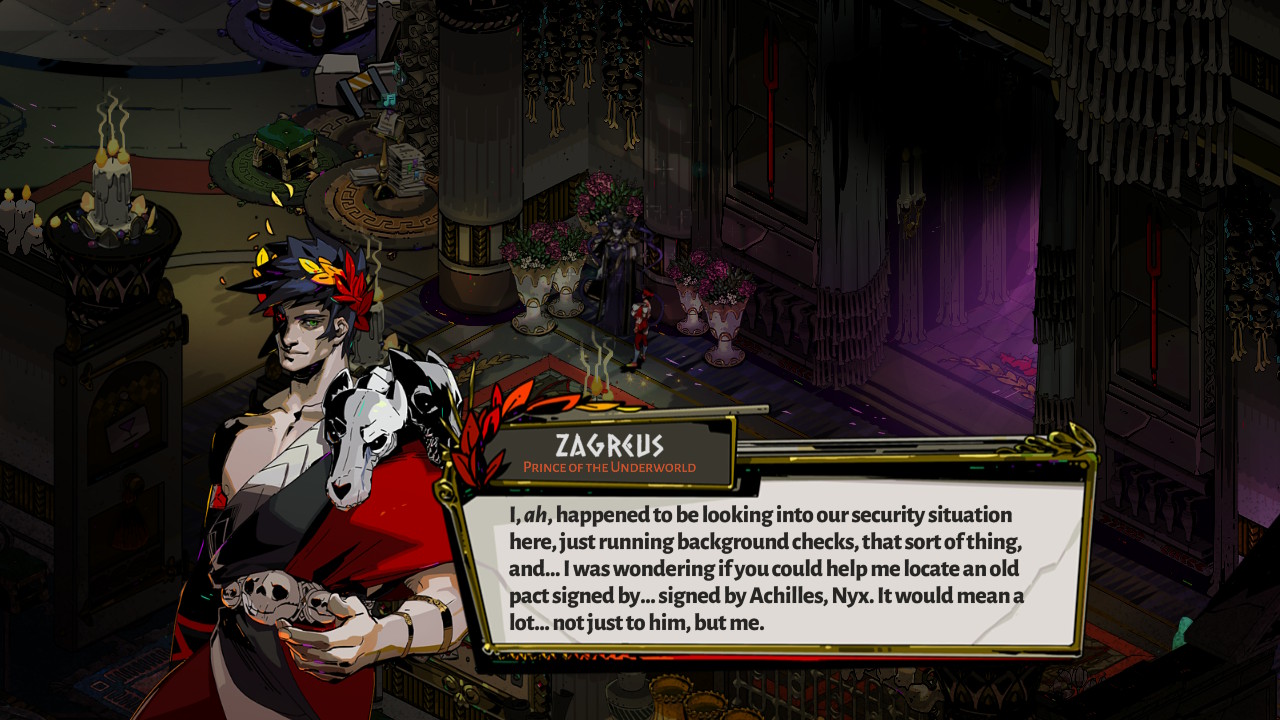 ZAGREUS
PRINCE OF THE UNDERWORLD
I, ah, happened to be looking into our security situation
here, just running background checks, that sort of thing,
and... I was wondering if you could help me locate an old
pact signed by... signed by Achilles, Nyx. It would mean a
lot... not just to him, but me.